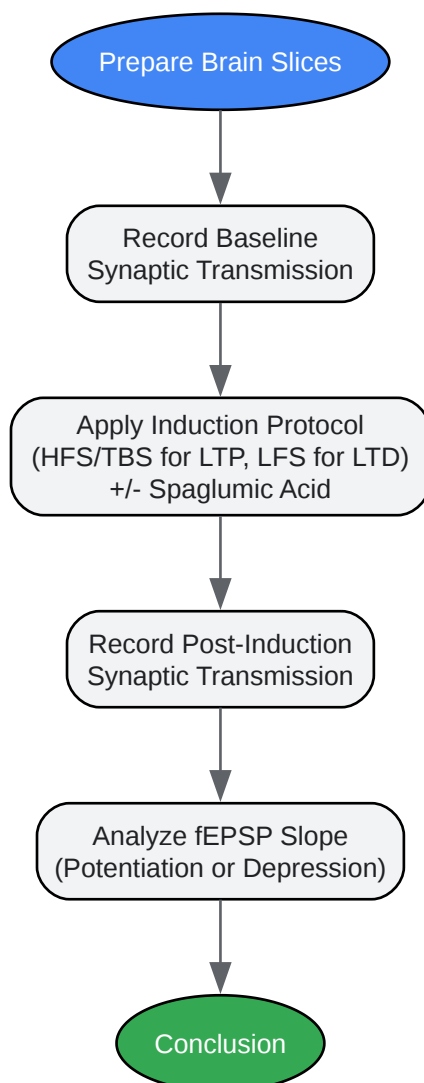 Prepare Brain Slices
Record Baseline
Synaptic Transmission
Apply Induction Protocol
(HFS/TBS for LTP, LFS for LTD)
+/- Spaglumic Acid
Record Post-Induction
Synaptic Transmission
Analyze fEPSP Slope
(Potentiation or Depression)
Conclusion